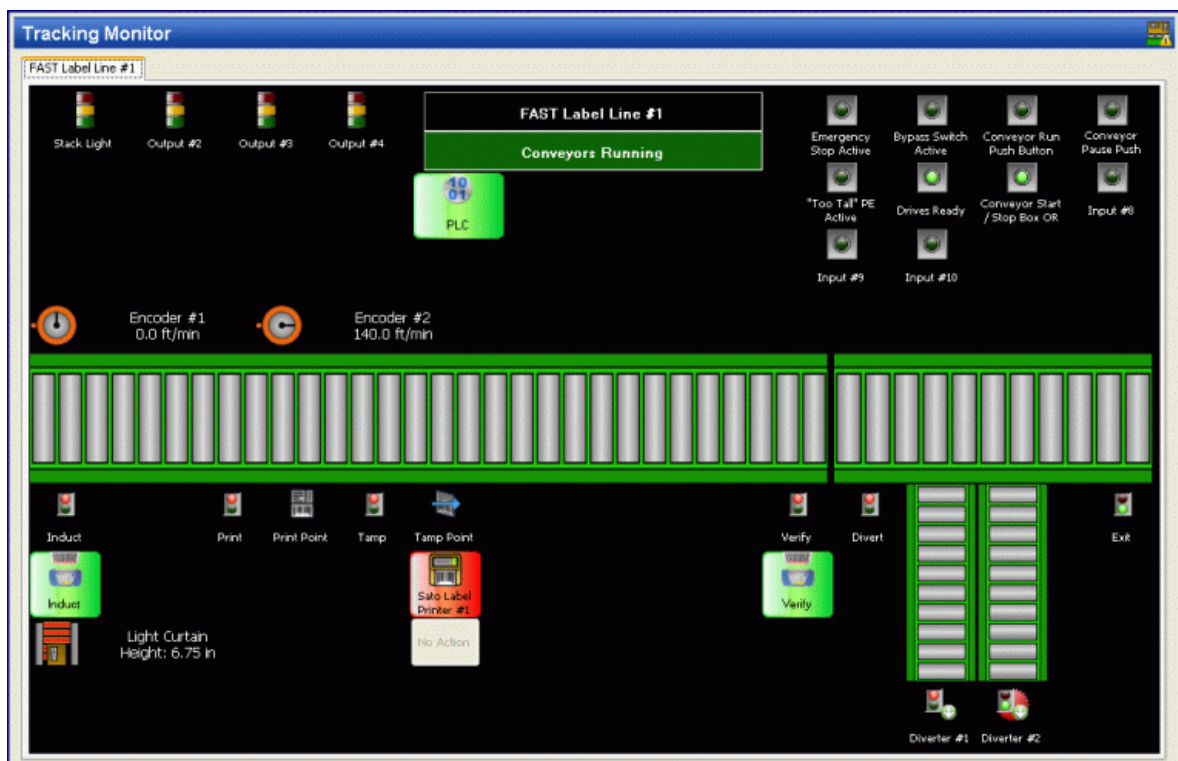 Tracking Monitor
FAST Label Line #1
Stack Light
Output #2
Output #3
Output #4
FAST Label Line #1
Conveyors Running
10
01
PLC
Emergency
Stop Active
Bypass Switch
Active
Conveyor Run
Push Button
Conveyor
Pause Push
"Too Tall" PE
Active
Drives Ready
Conveyor Start
/ Stop Box OR
Input #8
Input #9
Input #10
Encoder #1
0.0 ft/min
Encoder #2
140.0 ft/min
Induct
Print
Print Point
Tamp
Tamp Point
Verify
Divert
Exit
Induct
Sato Label
Printer #1
Verify
Light Curtain
Height: 6.75 in
No Action
Diverter #1
Diverter #2